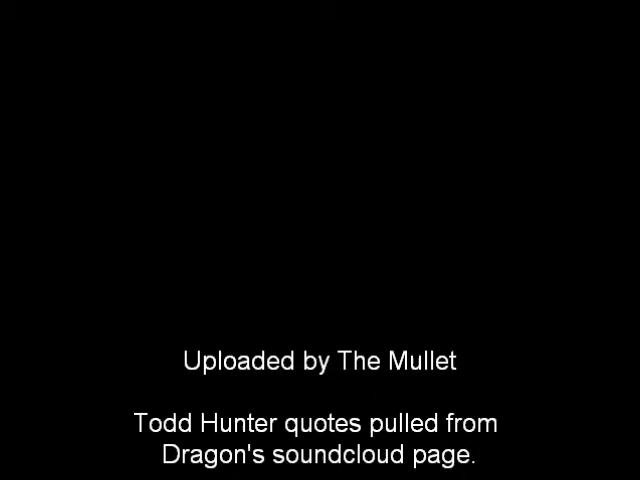 Uploaded by The Mullet
Todd Hunter quotes pulled from
Dragon's soundcloud page.